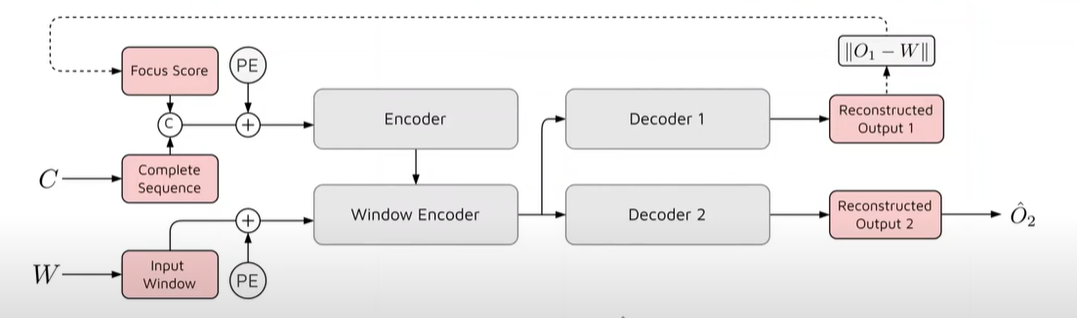 ‖O₁ − W‖
Focus Score
PE
Reconstructed
Output 1
C
+
Encoder
Decoder 1
C
Complete
Sequence
Window Encoder
Decoder 2
Reconstructed
Output 2
Ô₂
+
W
Input
Window
PE